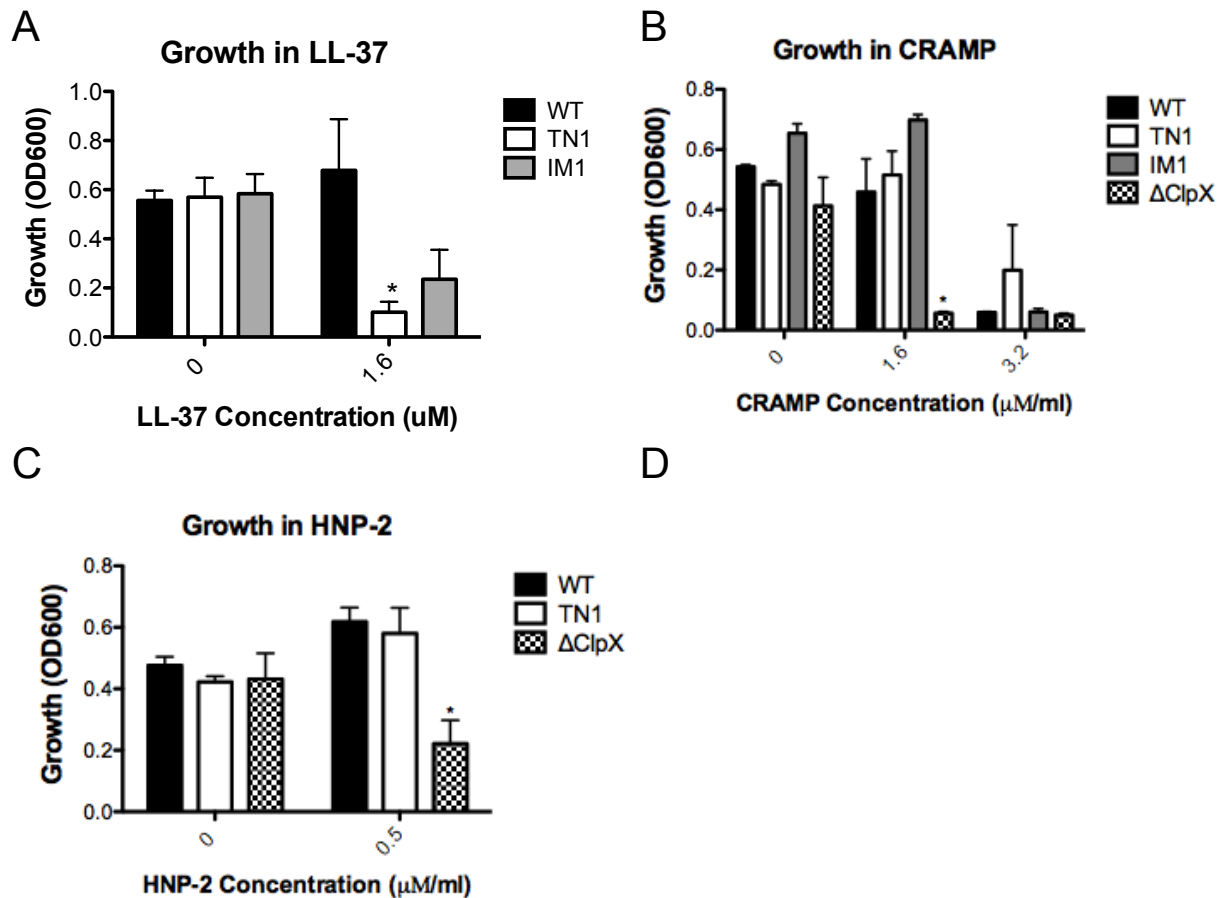 A
Growth in LL-37
Growth (OD600)
1.0
0.8
0.6
0.4
0.2
0.0
*
0
1.6
LL-37 Concentration (uM)
WT
TN1
IM1
B
Growth in CRAMP
Growth (OD600)
0.8
0.6
0.4
0.2
0.0
*
0
1.6
3.2
CRAMP Concentration (μM/ml)
WT
TN1
IM1
ΔClpX
C
Growth in HNP-2
Growth (OD600)
0.8
0.6
0.4
0.2
0.0
*
0
0.5
HNP-2 Concentration (μM/ml)
WT
TN1
ΔClpX
D